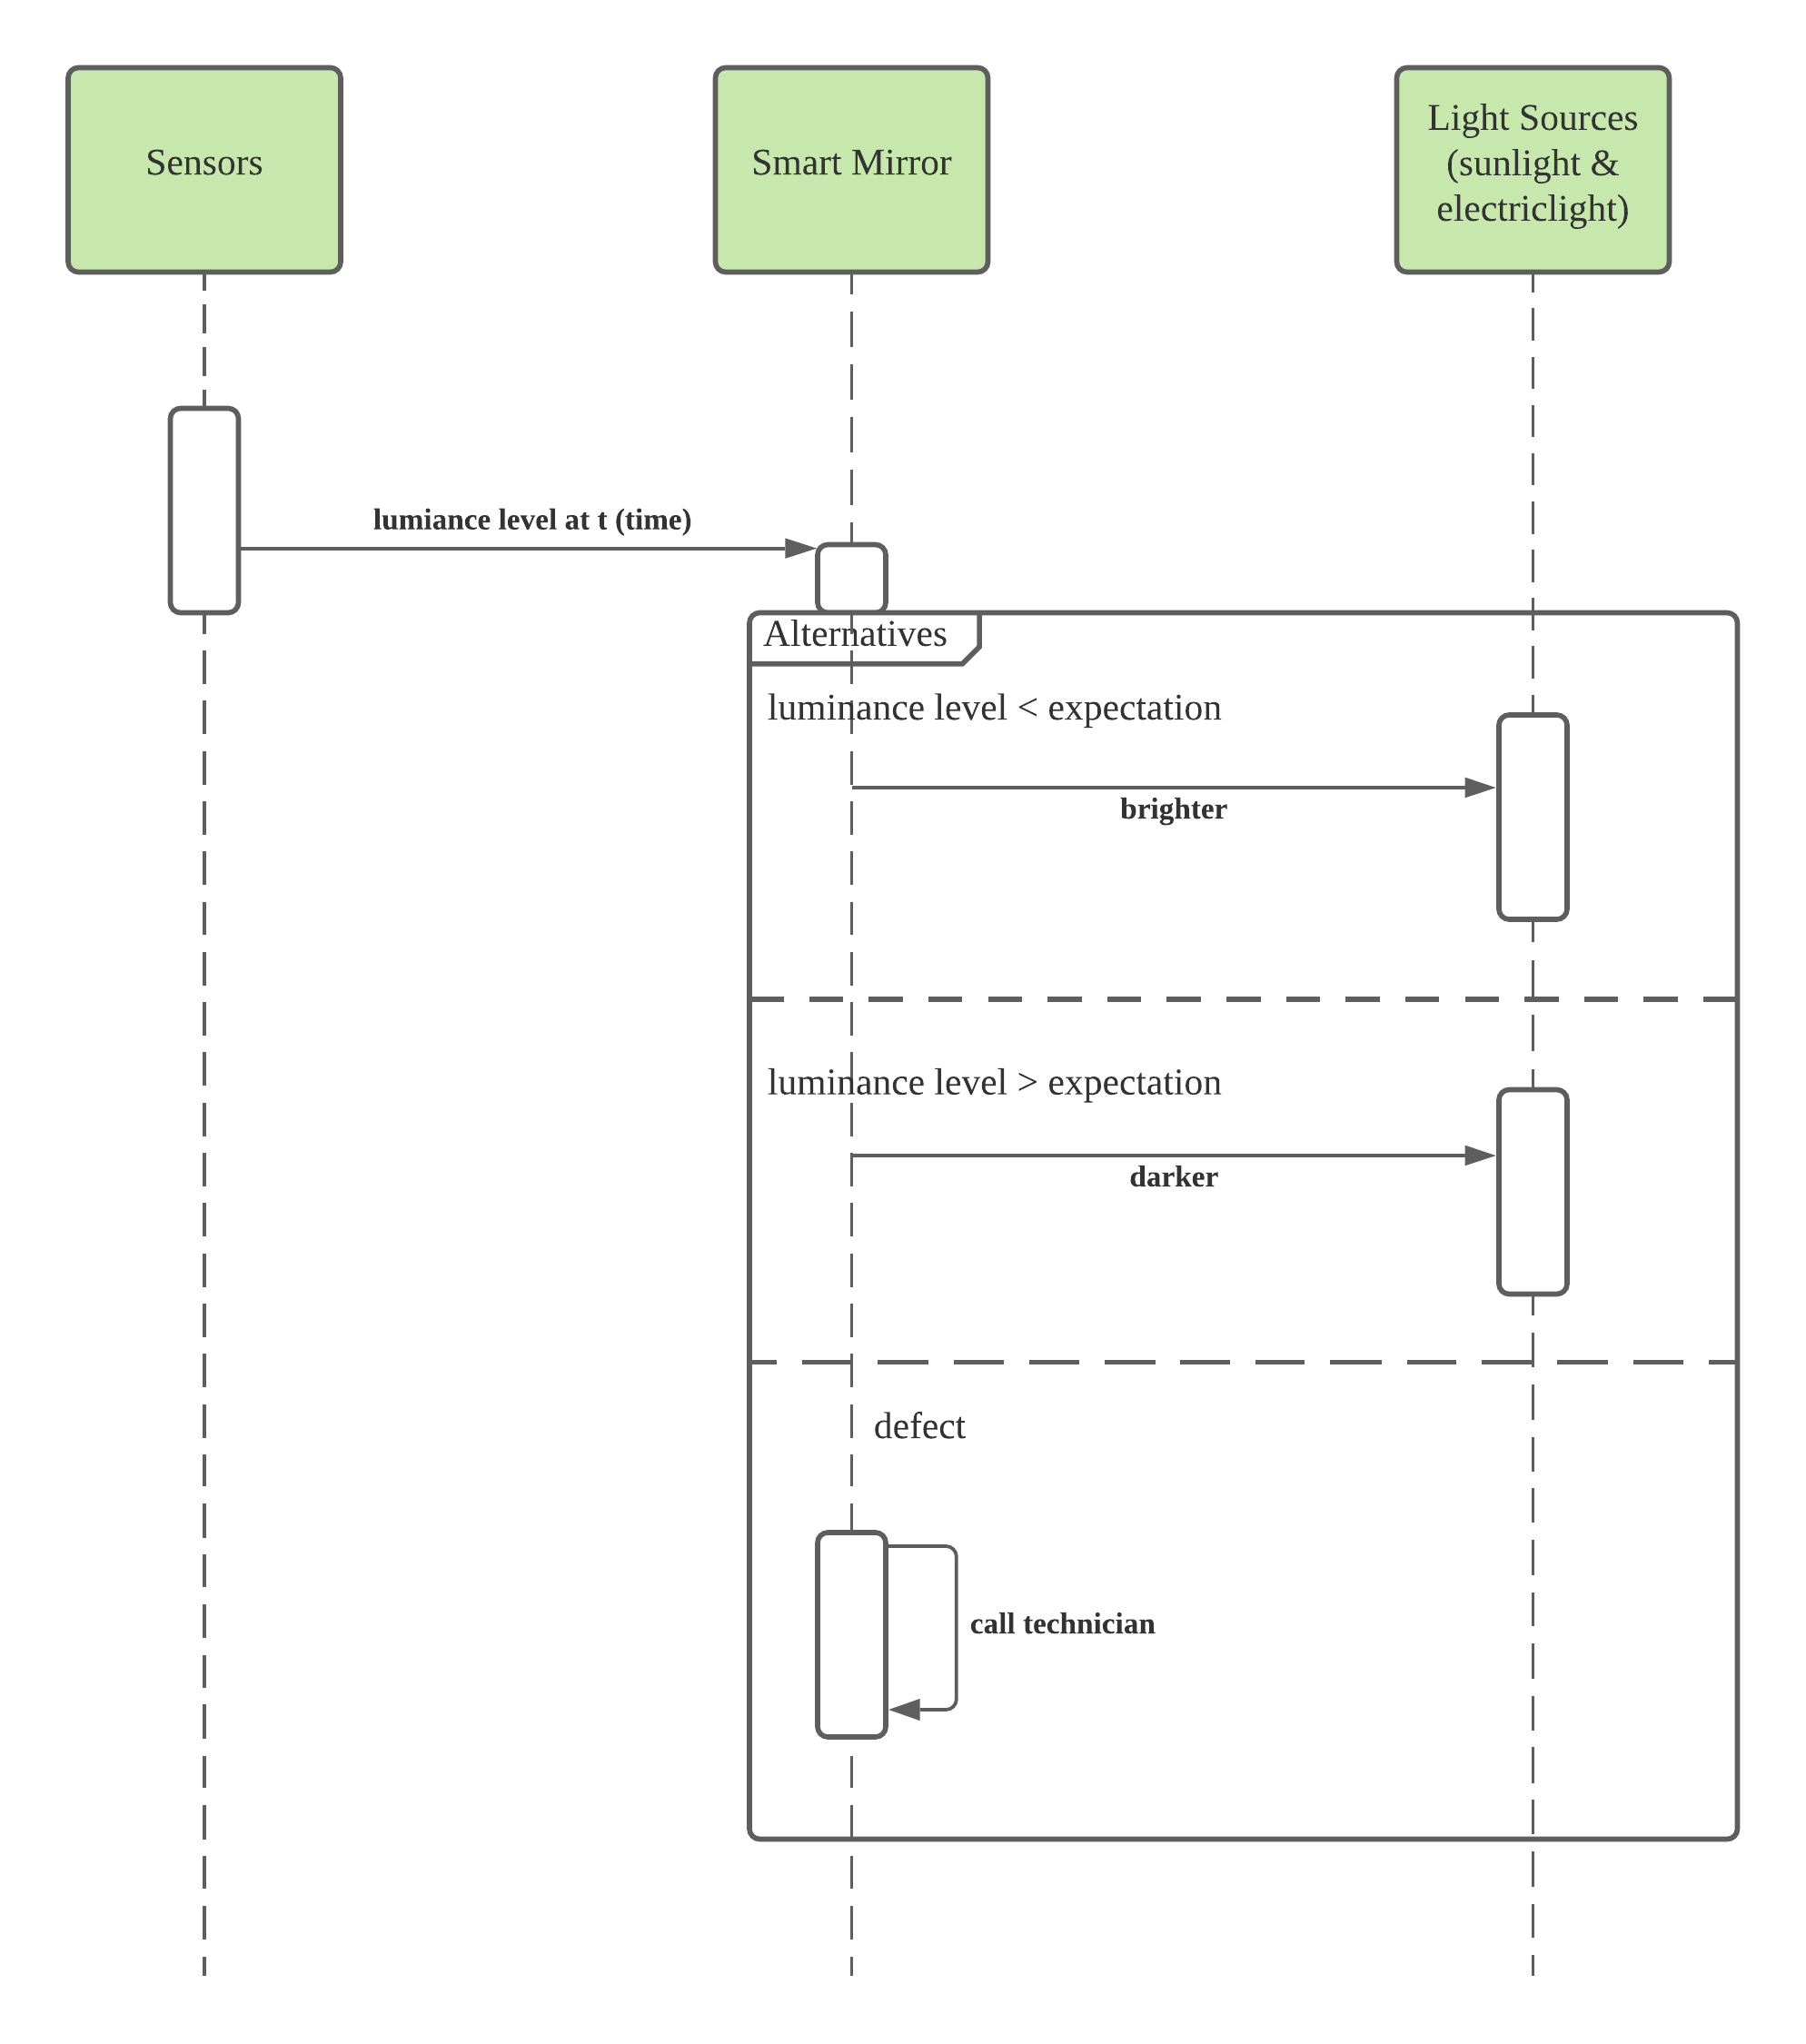 Sensors
Smart Mirror
Light Sources
(sunlight &
electriclight)
lumiance level at t (time)
Alternatives
luminance level < expectation
brighter
luminance level > expectation
darker
defect
call technician